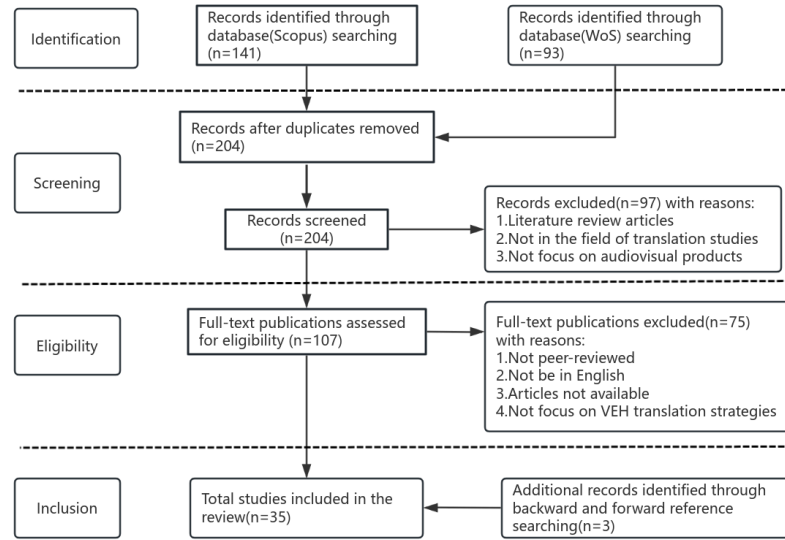 Identification
Records identified through
database(Scopus) searching
(n=141)
Records identified through
database(WoS) searching
(n=93)
Records after duplicates removed
(n=204)
Screening
Records screened
(n=204)
Records excluded(n=97) with reasons:
1.Literature review articles
2.Not in the field of translation studies
3.Not focus on audiovisual products
Eligibility
Full-text publications assessed
for eligibility (n=107)
Full-text publications excluded(n=75)
with reasons:
1.Not peer-reviewed
2.Not be in English
3.Articles not available
4.Not focus on VEH translation strategies
Inclusion
Total studies included in the
review(n=35)
Additional records identified through
backward and forward reference
searching(n=3)